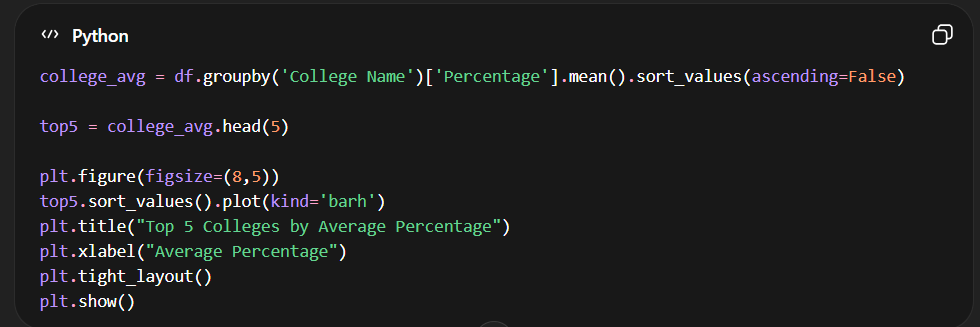 </> Python
college_avg = df.groupby('College Name')['Percentage'].mean().sort_values(ascending=False)
top5 = college_avg.head(5)
plt.figure(figsize=(8,5))
top5.sort_values().plot(kind='barh')
plt.title("Top 5 Colleges by Average Percentage")
plt.xlabel("Average Percentage")
plt.tight_layout()
plt.show()